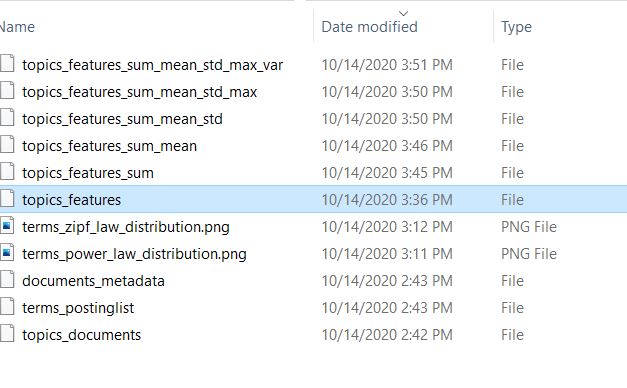 Name Date modified Type
topics_features_sum_mean_std_max_var 10/14/2020 3:51 PM File
topics_features_sum_mean_std_max 10/14/2020 3:50 PM File
topics_features_sum_mean_std 10/14/2020 3:50 PM File
topics_features_sum_mean 10/14/2020 3:46 PM File
topics_features_sum 10/14/2020 3:45 PM File
topics_features 10/14/2020 3:36 PM File
terms_zipf_law_distribution.png 10/14/2020 3:12 PM PNG File
terms_power_law_distribution.png 10/14/2020 3:11 PM PNG File
documents_metadata 10/14/2020 2:43 PM File
terms_postinglist 10/14/2020 2:43 PM File
topics_documents 10/14/2020 2:42 PM File